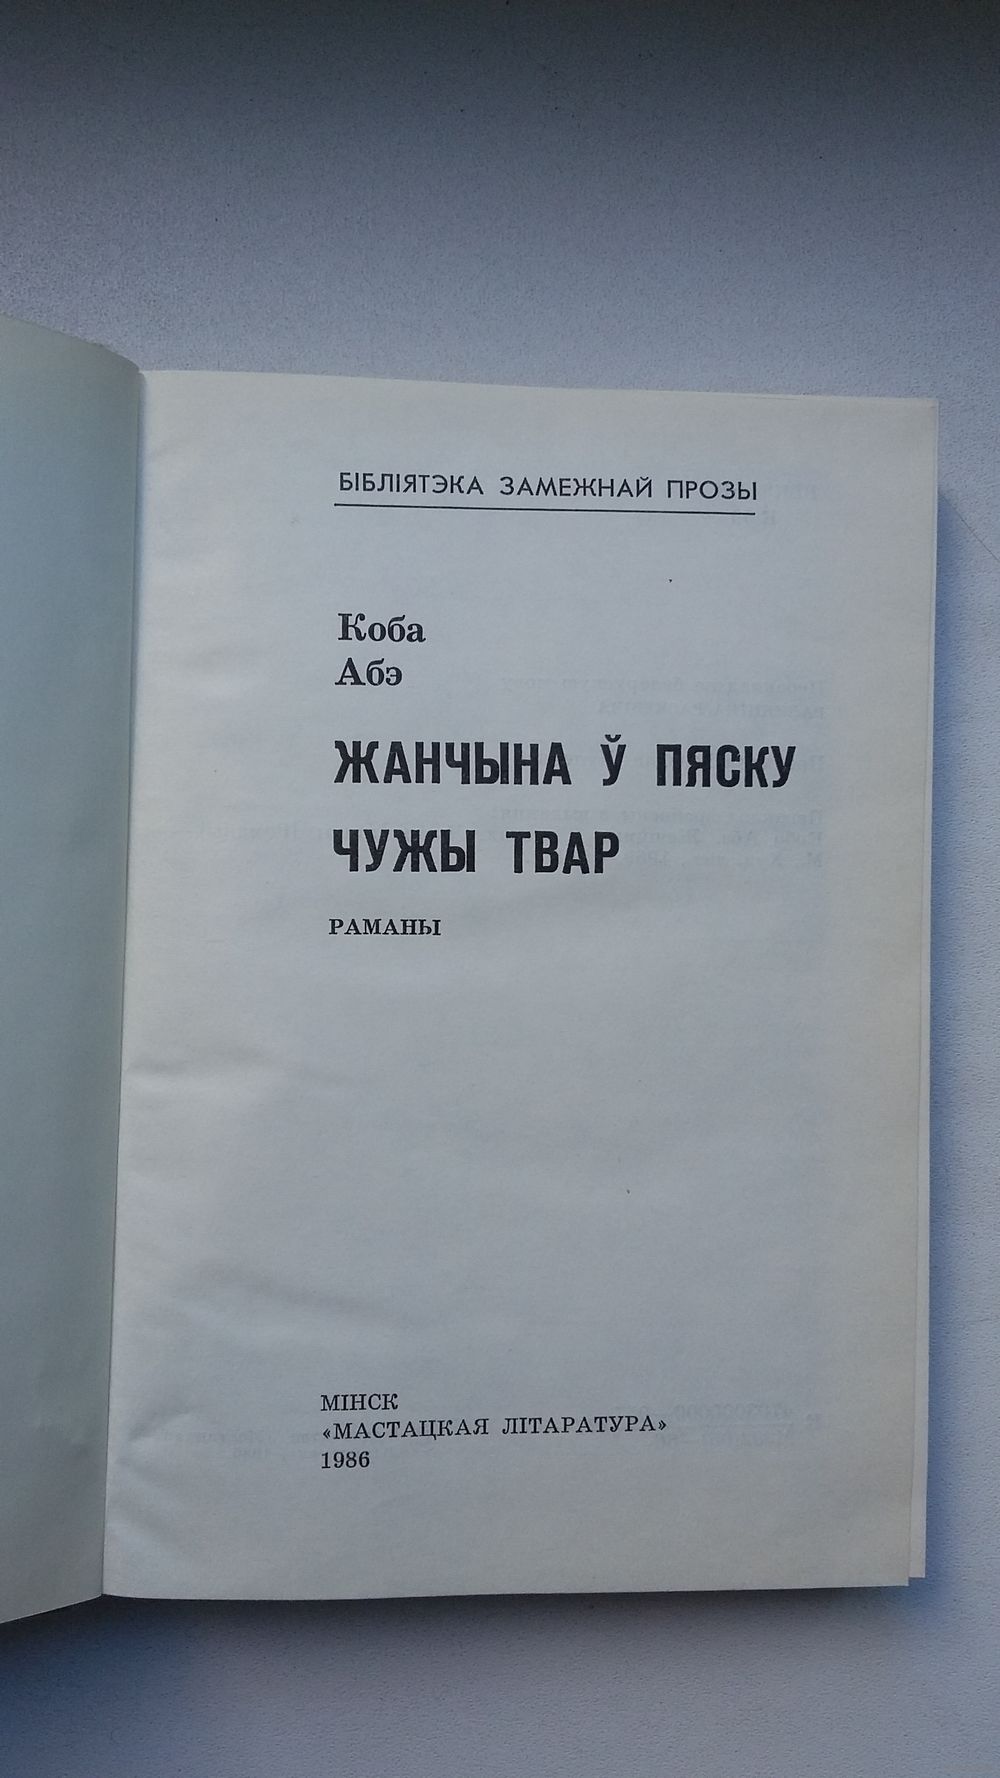 БІБЛІЯТЭКА ЗАМЕЖНАЙ ПРОЗЫ
Коба
Абэ
ЖАНЧЫНА Ў ПЯСКУ
ЧУЖЫ ТВАР
РАМАНЫ
МІНСК
«МАСТАЦКАЯ ЛІТАРАТУРА»
1986